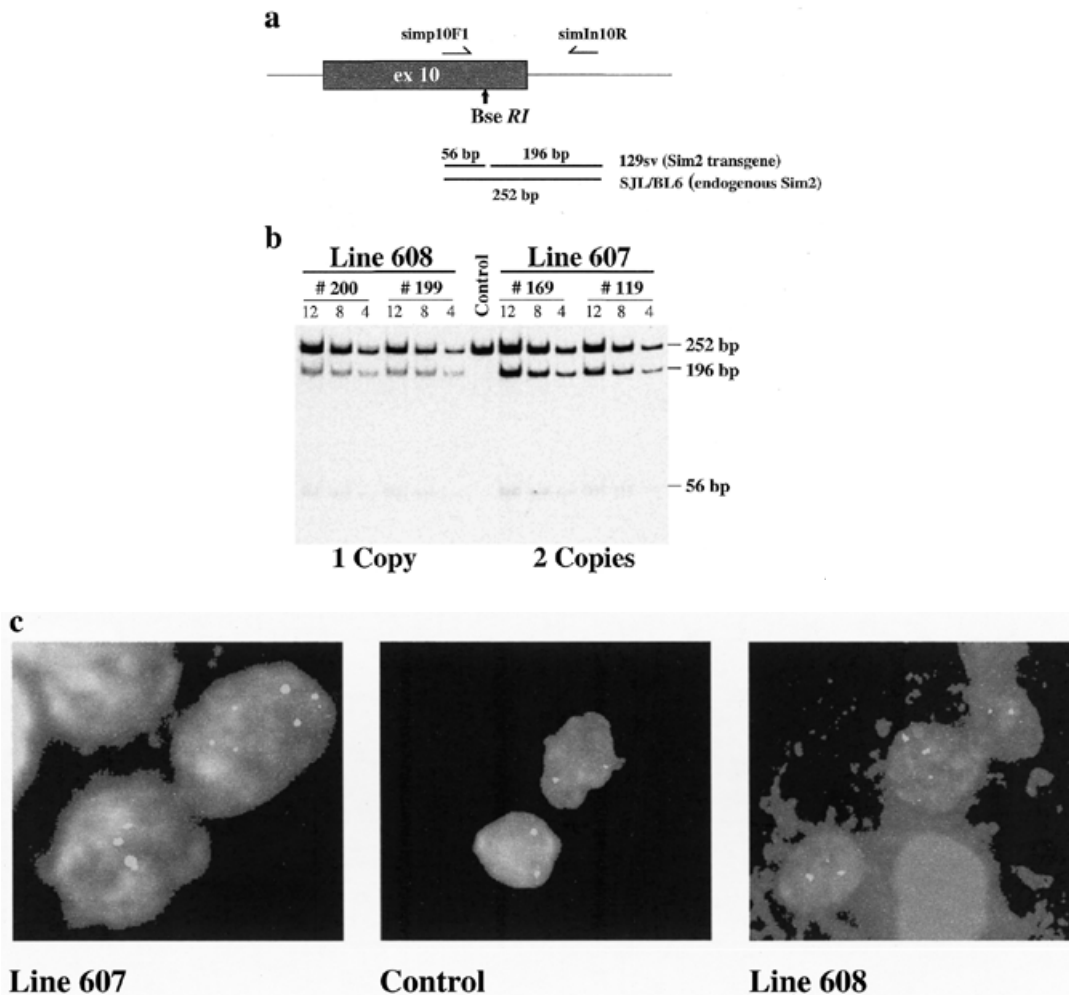 a
simp10F1 simIn10R
ex 10
Bse RI
56 bp 196 bp 129sv (Sim2 transgene)
SJL/BL6 (endogenous Sim2)
252 bp
b
Line 608 Control Line 607
# 200 # 199 # 169 # 119
12 8 4 12 8 4 12 8 4 12 8 4
252 bp
196 bp
56 bp
1 Copy 2 Copies
c
Line 607 Control Line 608